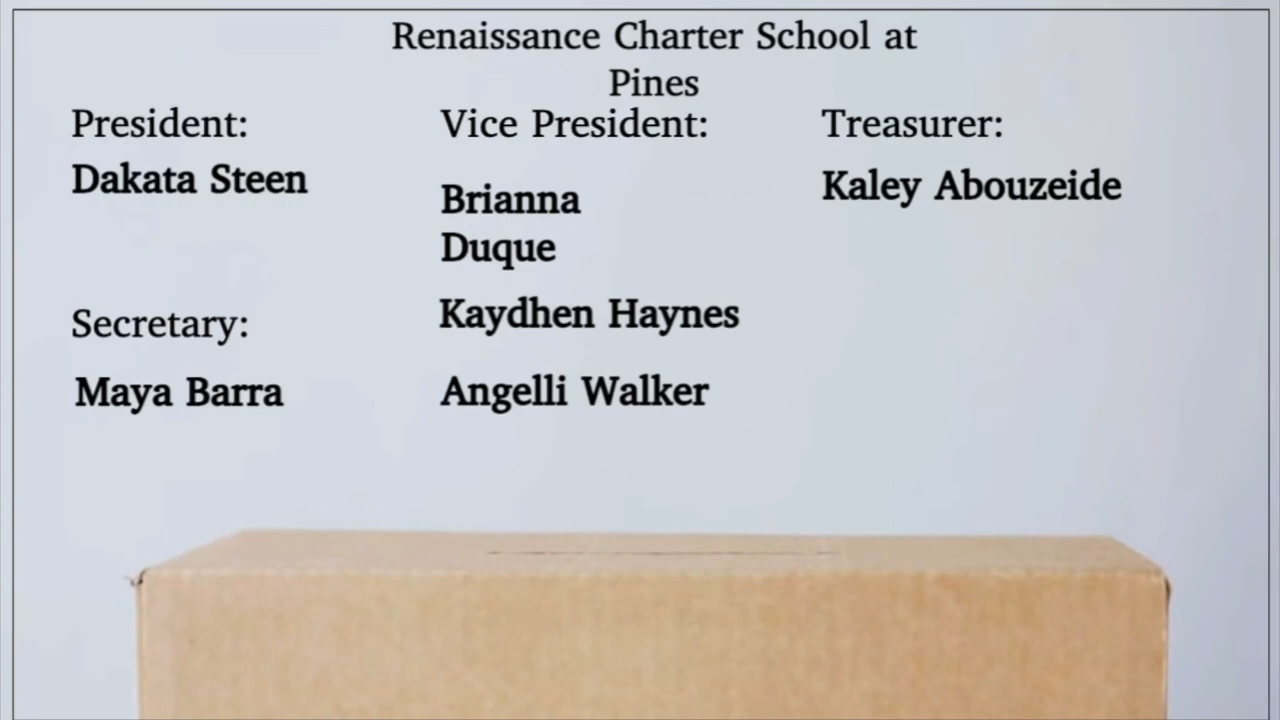 Renaissance Charter School at
Pines
President:
Dakata Steen
Vice President:
Brianna
Duque
Kaydhen Haynes
Angelli Walker
Treasurer:
Kaley Abouzeide
Secretary:
Maya Barra